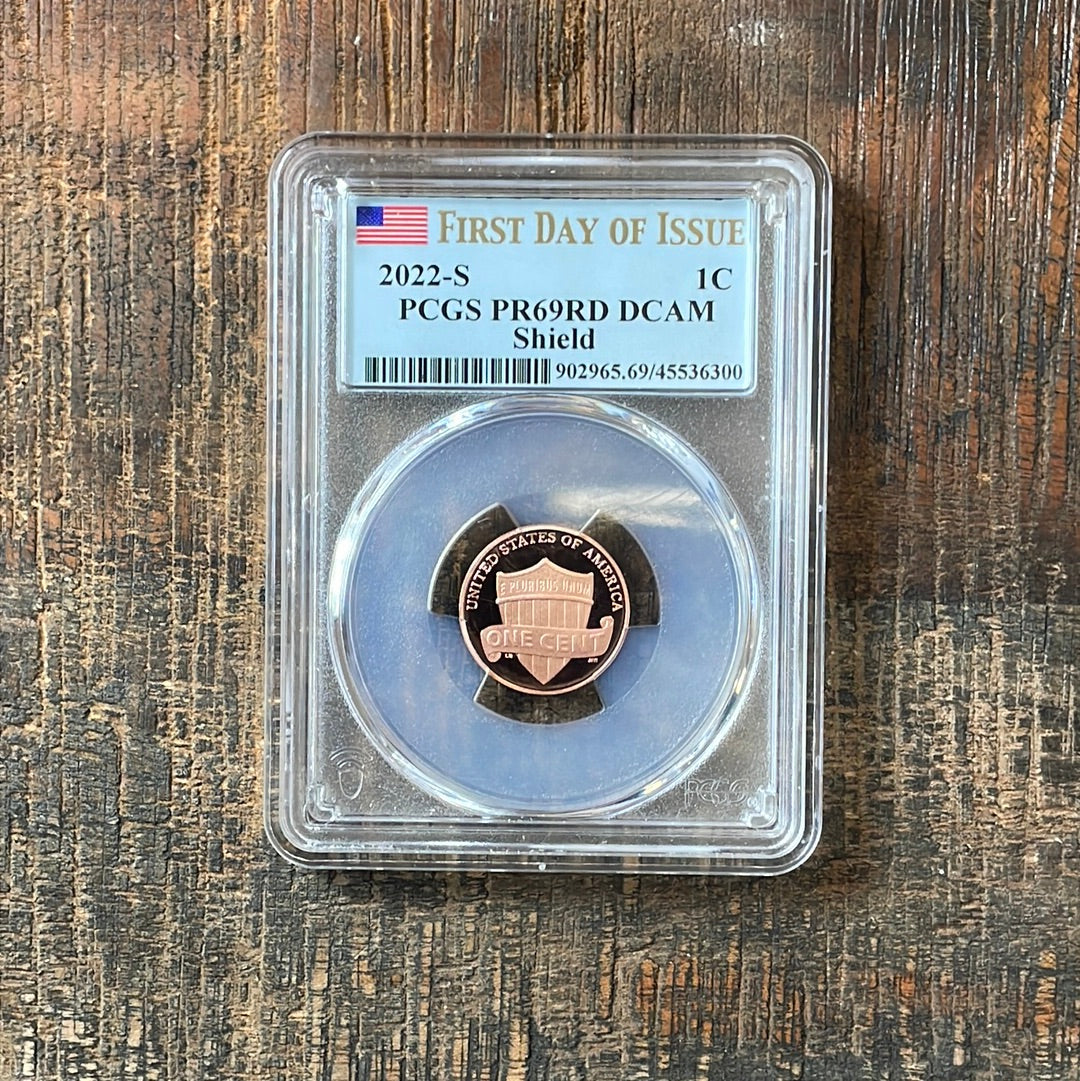 FIRST DAY OF ISSUE
2022-S 1C
PCGS PR69RD DCAM
Shield
902965.69/45536300
UNITED STATES OF AMERICA
E PLURIBUS UNUM
ONE CENT
PCGS